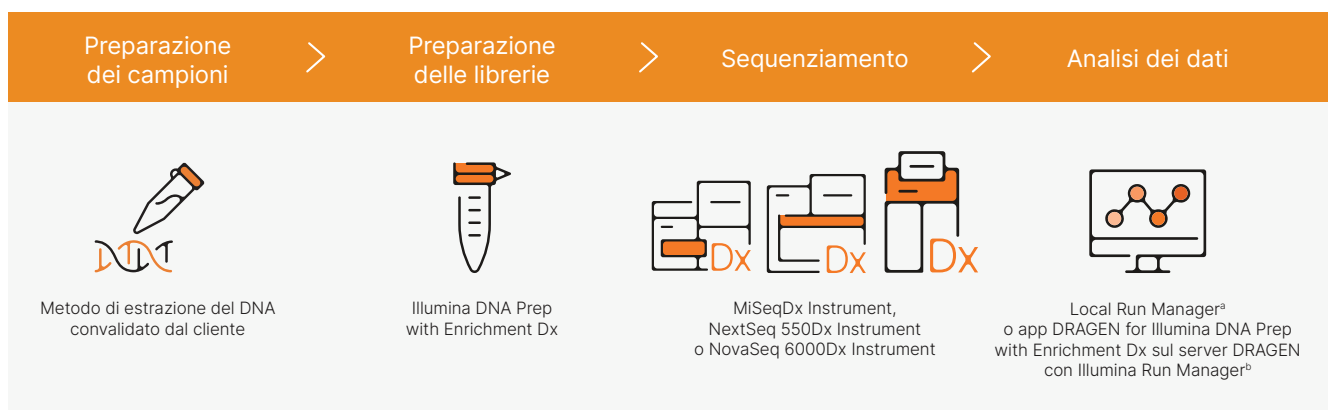 Preparazione
dei campioni
Preparazione
delle librerie
Sequenziamento
Analisi dei dati
Dx
Dx
Dx
Metodo di estrazione del DNA
convalidato dal cliente
Illumina DNA Prep
with Enrichment Dx
MiSeqDx Instrument,
NextSeq 550Dx Instrument
o NovaSeq 6000Dx Instrument
Local Run Managerᵃ
o app DRAGEN for Illumina DNA Prep
with Enrichment Dx sul server DRAGEN
con Illumina Run Managerᵇ